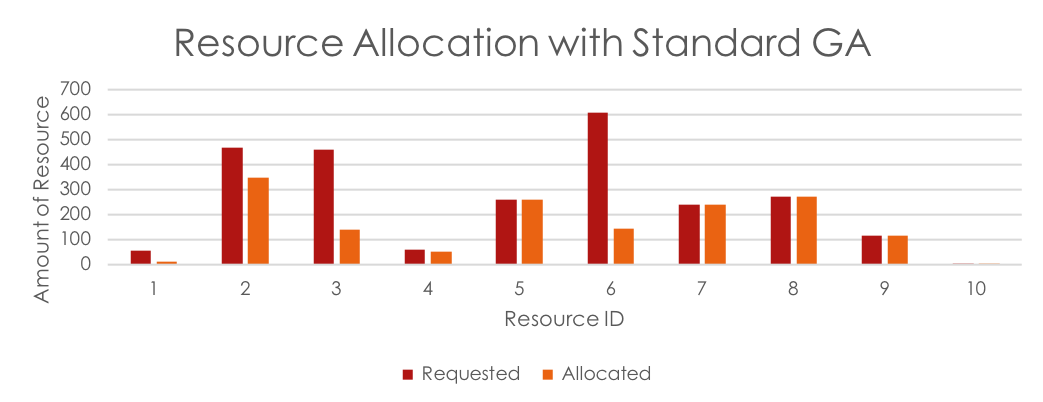 Resource Allocation with Standard GA
Amount of Resource
700
600
500
400
300
200
100
0
1 2 3 4 5 6 7 8 9 10
Resource ID
Requested Allocated